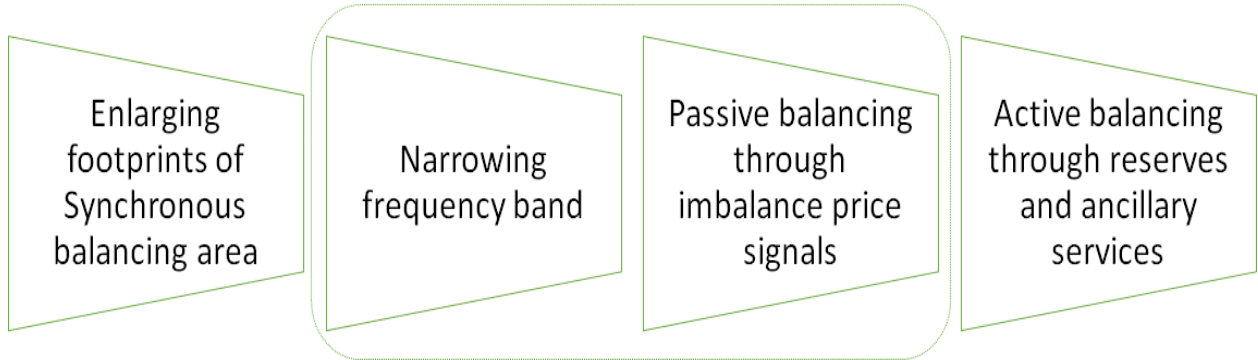 Enlarging
footprints of
Synchronous
balancing area
Narrowing
frequency band
Passive balancing
through
imbalance price
signals
Active balancing
through reserves
and ancillary
services